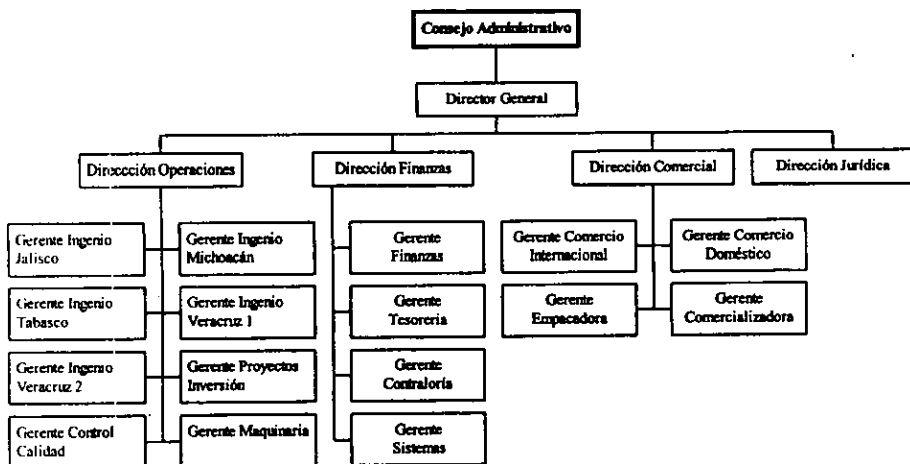 Consejo Administrativo
Director General
Direccción Operaciones
Dirección Finanzas
Dirección Comercial
Dirección Jurídica
Gerente Ingenio
Jalisco
Gerente Ingenio
Michoacán
Gerente Ingenio
Tabasco
Gerente Ingenio
Veracruz 1
Gerente Ingenio
Veracruz 2
Gerente Proyectos
Inversión
Gerente Control
Calidad
Gerente Maquinaria
Gerente
Finanzas
Gerente
Tesoreria
Gerente
Contraloría
Gerente
Sistemas
Gerente Comercio
Internacional
Gerente Comercio
Doméstico
Gerente
Empacadora
Gerente
Comercializadora